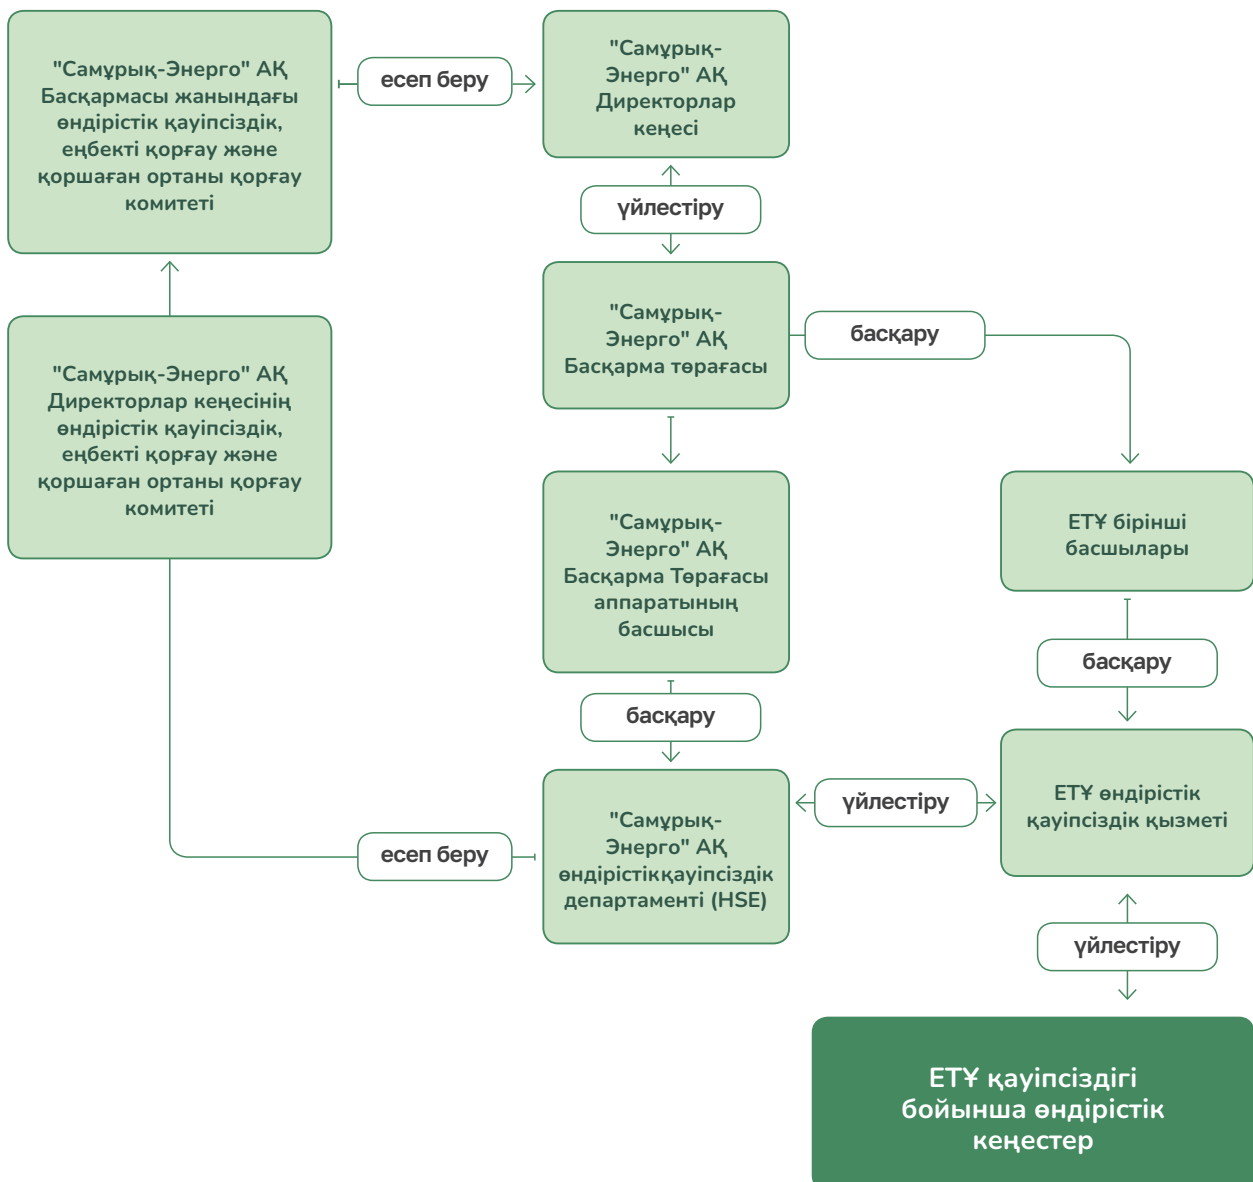 "Самұрық-Энерго" АҚ
Басқармасы жанындағы
өндірістік қауіпсіздік,
еңбекті қорғау және
қоршаған ортаны қорғау
комитеті
есеп беру
"Самұрық-
Энерго" АҚ
Директорлар
кеңесі
үйлестіру
"Самұрық-Энерго" АҚ
Директорлар кеңесінің
өндірістік қауіпсіздік,
еңбекті қорғау және
қоршаған ортаны қорғау
комитеті
"Самұрық-
Энерго" АҚ
Басқарма төрағасы
басқару
"Самұрық-
Энерго" АҚ
Басқарма Төрағасы
аппаратының
басшысы
ЕТҰ бірінші
басшылары
басқару
басқару
есеп беру
"Самұрық-
Энерго" АҚ
өндірістікқауіпсіздік
департаменті (HSE)
үйлестіру
ЕТҰ өндірістік
қауіпсіздік қызметі
үйлестіру
ЕТҰ қауіпсіздігі
бойынша өндірістік
кеңестер